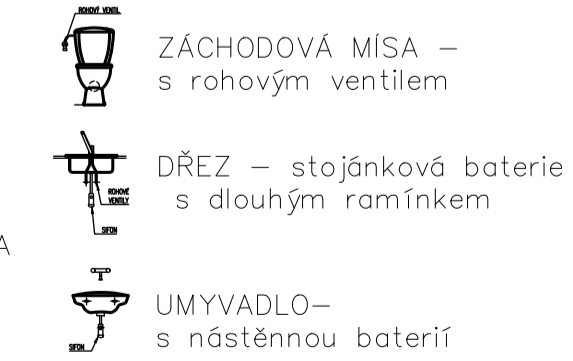 ROHOVÝ VENTIL
ZÁCHODOVÁ MÍSA –
s rohovým ventilem
DŘEZ – stojánková baterie
s dlouhým ramínkem
ROHOVÉ
VENTILY
SIFON
A
UMYVADLO–
s nástěnnou baterií
SIFON